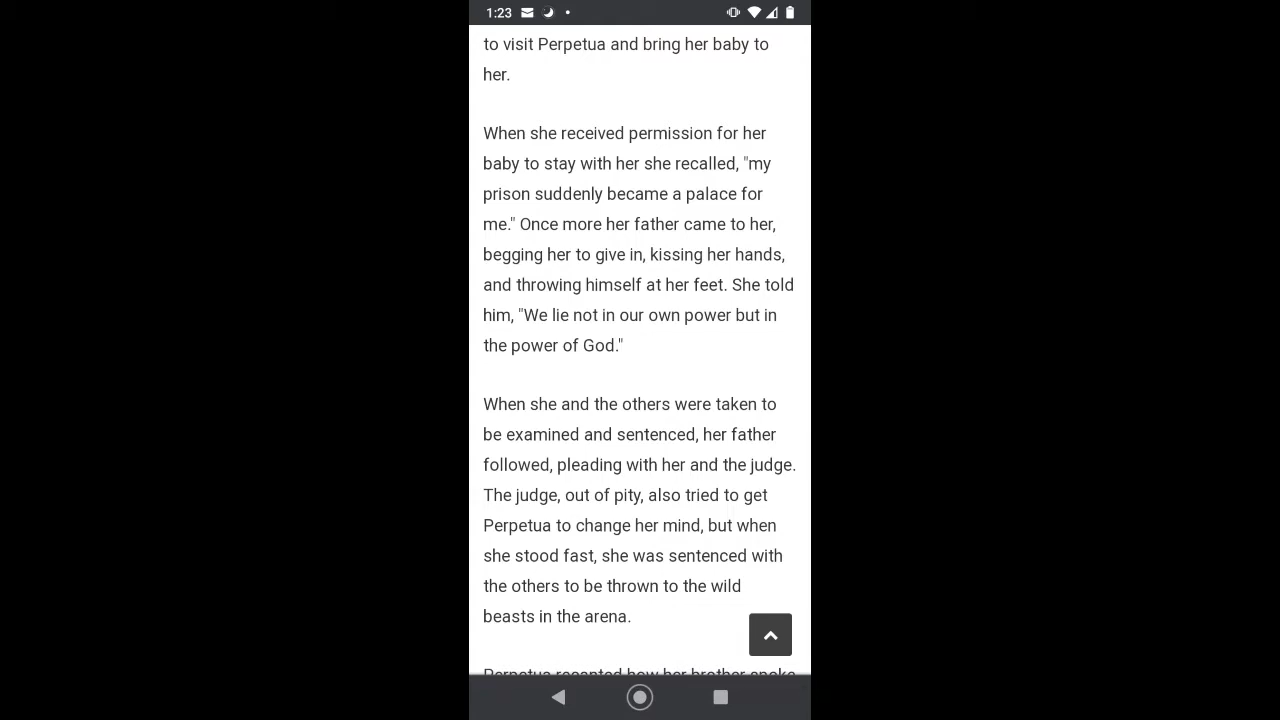 1:23
to visit Perpetua and bring her baby to
her.
When she received permission for her
baby to stay with her she recalled, "my
prison suddenly became a palace for
me." Once more her father came to her,
begging her to give in, kissing her hands,
and throwing himself at her feet. She told
him, "We lie not in our own power but in
the power of God."
When she and the others were taken to
be examined and sentenced, her father
followed, pleading with her and the judge.
The judge, out of pity, also tried to get
Perpetua to change her mind, but when
she stood fast, she was sentenced with
the others to be thrown to the wild
beasts in the arena.
Perpetua recanted how her brother spoke